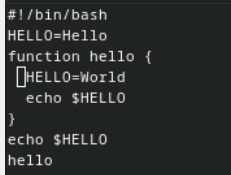 #!/bin/bash
HELLO=Hello
function hello {
HELLO=World
echo $HELLO
}
echo $HELLO
hello